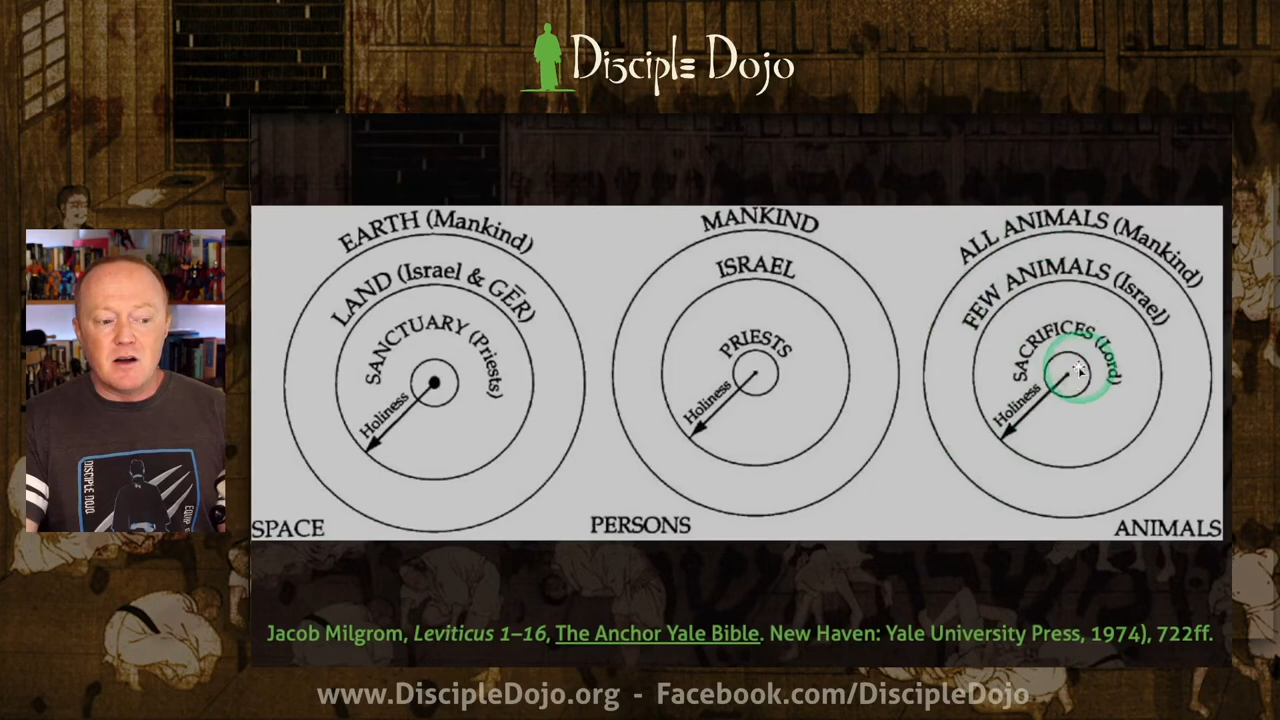 Disciple Dojo
EARTH (Mankind)
LAND (Israel & GĒR)
SANCTUARY (Priests)
Holiness
SPACE
MANKIND
ISRAEL
PRIESTS
Holiness
PERSONS
ALL ANIMALS (Mankind)
FEW ANIMALS (Israel)
SACRIFICES (Lord)
Holiness
ANIMALS
DISCIPLE DOJO
Jacob Milgrom, Leviticus 1–16, The Anchor Yale Bible. New Haven: Yale University Press, 1974), 722ff.
www.DiscipleDojo.org - Facebook.com/DiscipleDojo